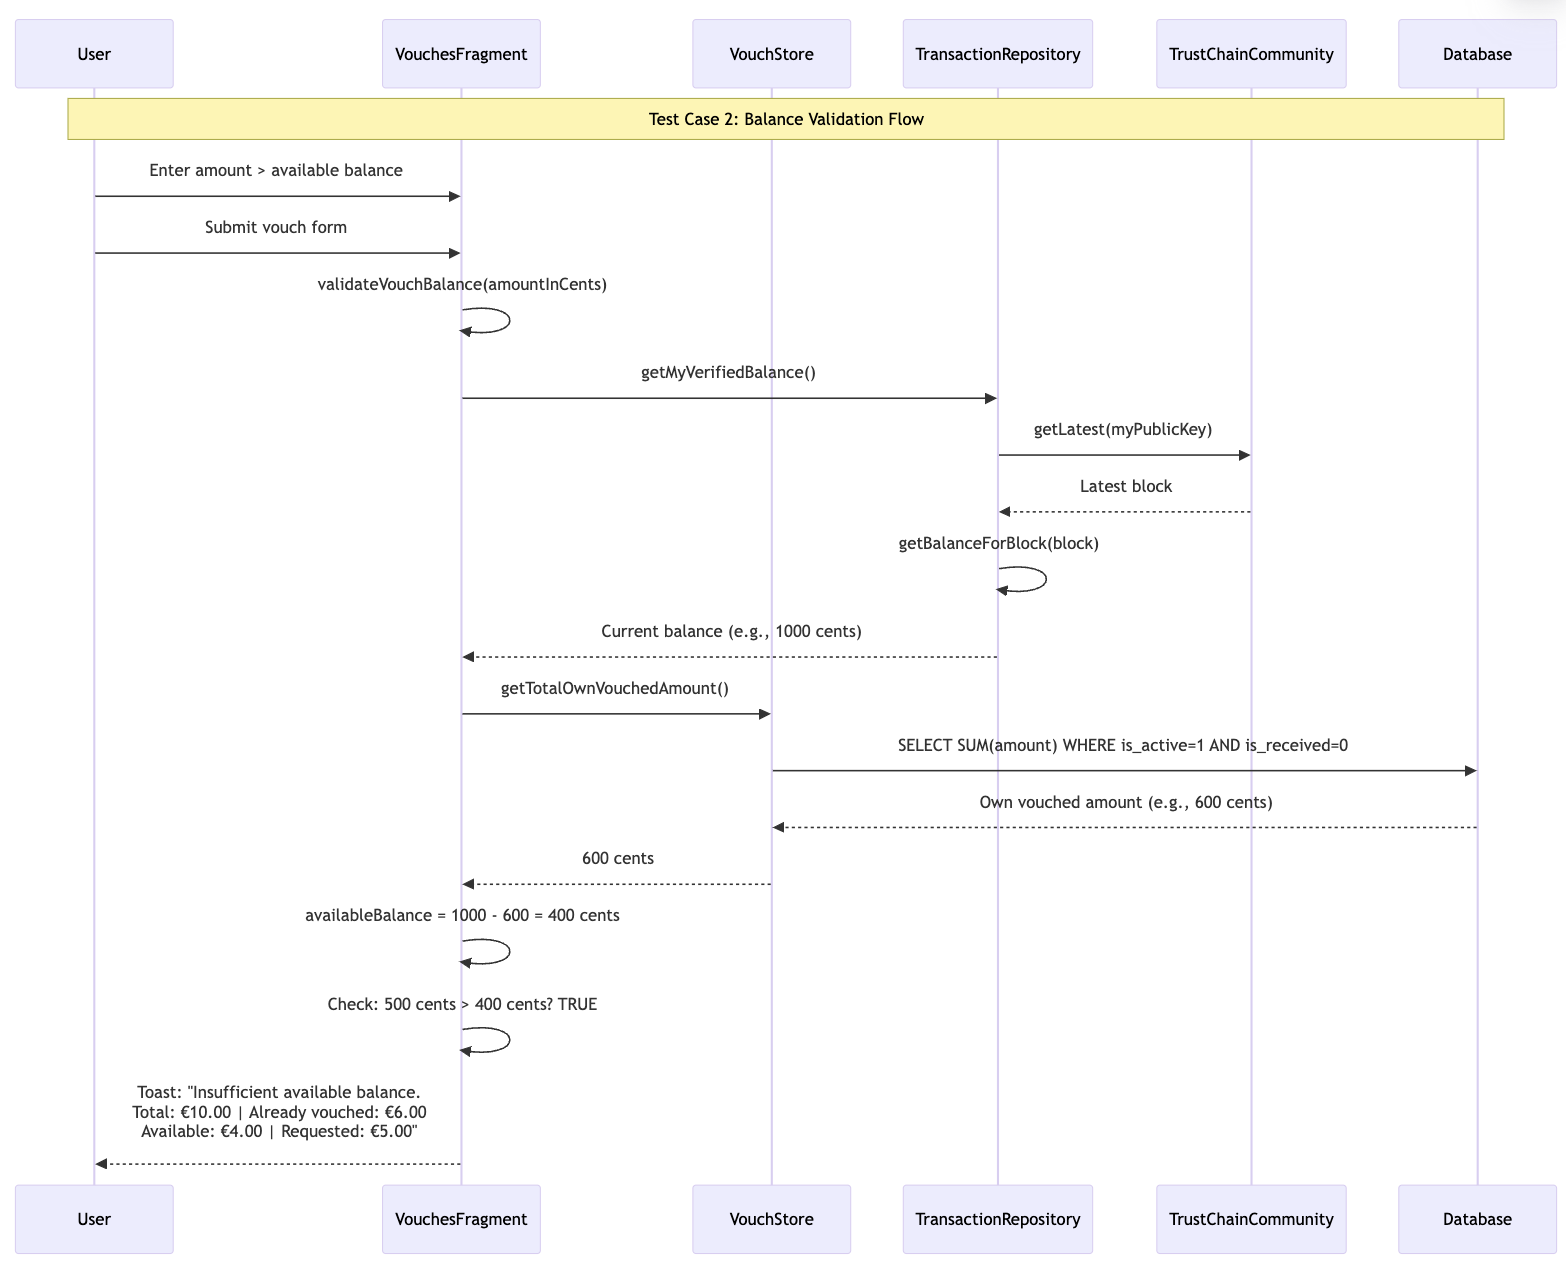 User
VouchesFragment
VouchStore
TransactionRepository
TrustChainCommunity
Database
Test Case 2: Balance Validation Flow
Enter amount > available balance
Submit vouch form
validateVouchBalance(amountInCents)
getMyVerifiedBalance()
getLatest(myPublicKey)
Latest block
getBalanceForBlock(block)
Current balance (e.g., 1000 cents)
getTotalOwnVouchedAmount()
SELECT SUM(amount) WHERE is_active=1 AND is_received=0
Own vouched amount (e.g., 600 cents)
600 cents
availableBalance = 1000 - 600 = 400 cents
Check: 500 cents > 400 cents? TRUE
Toast: "Insufficient available balance.
Total: €10.00 | Already vouched: €6.00
Available: €4.00 | Requested: €5.00"
User
VouchesFragment
VouchStore
TransactionRepository
TrustChainCommunity
Database